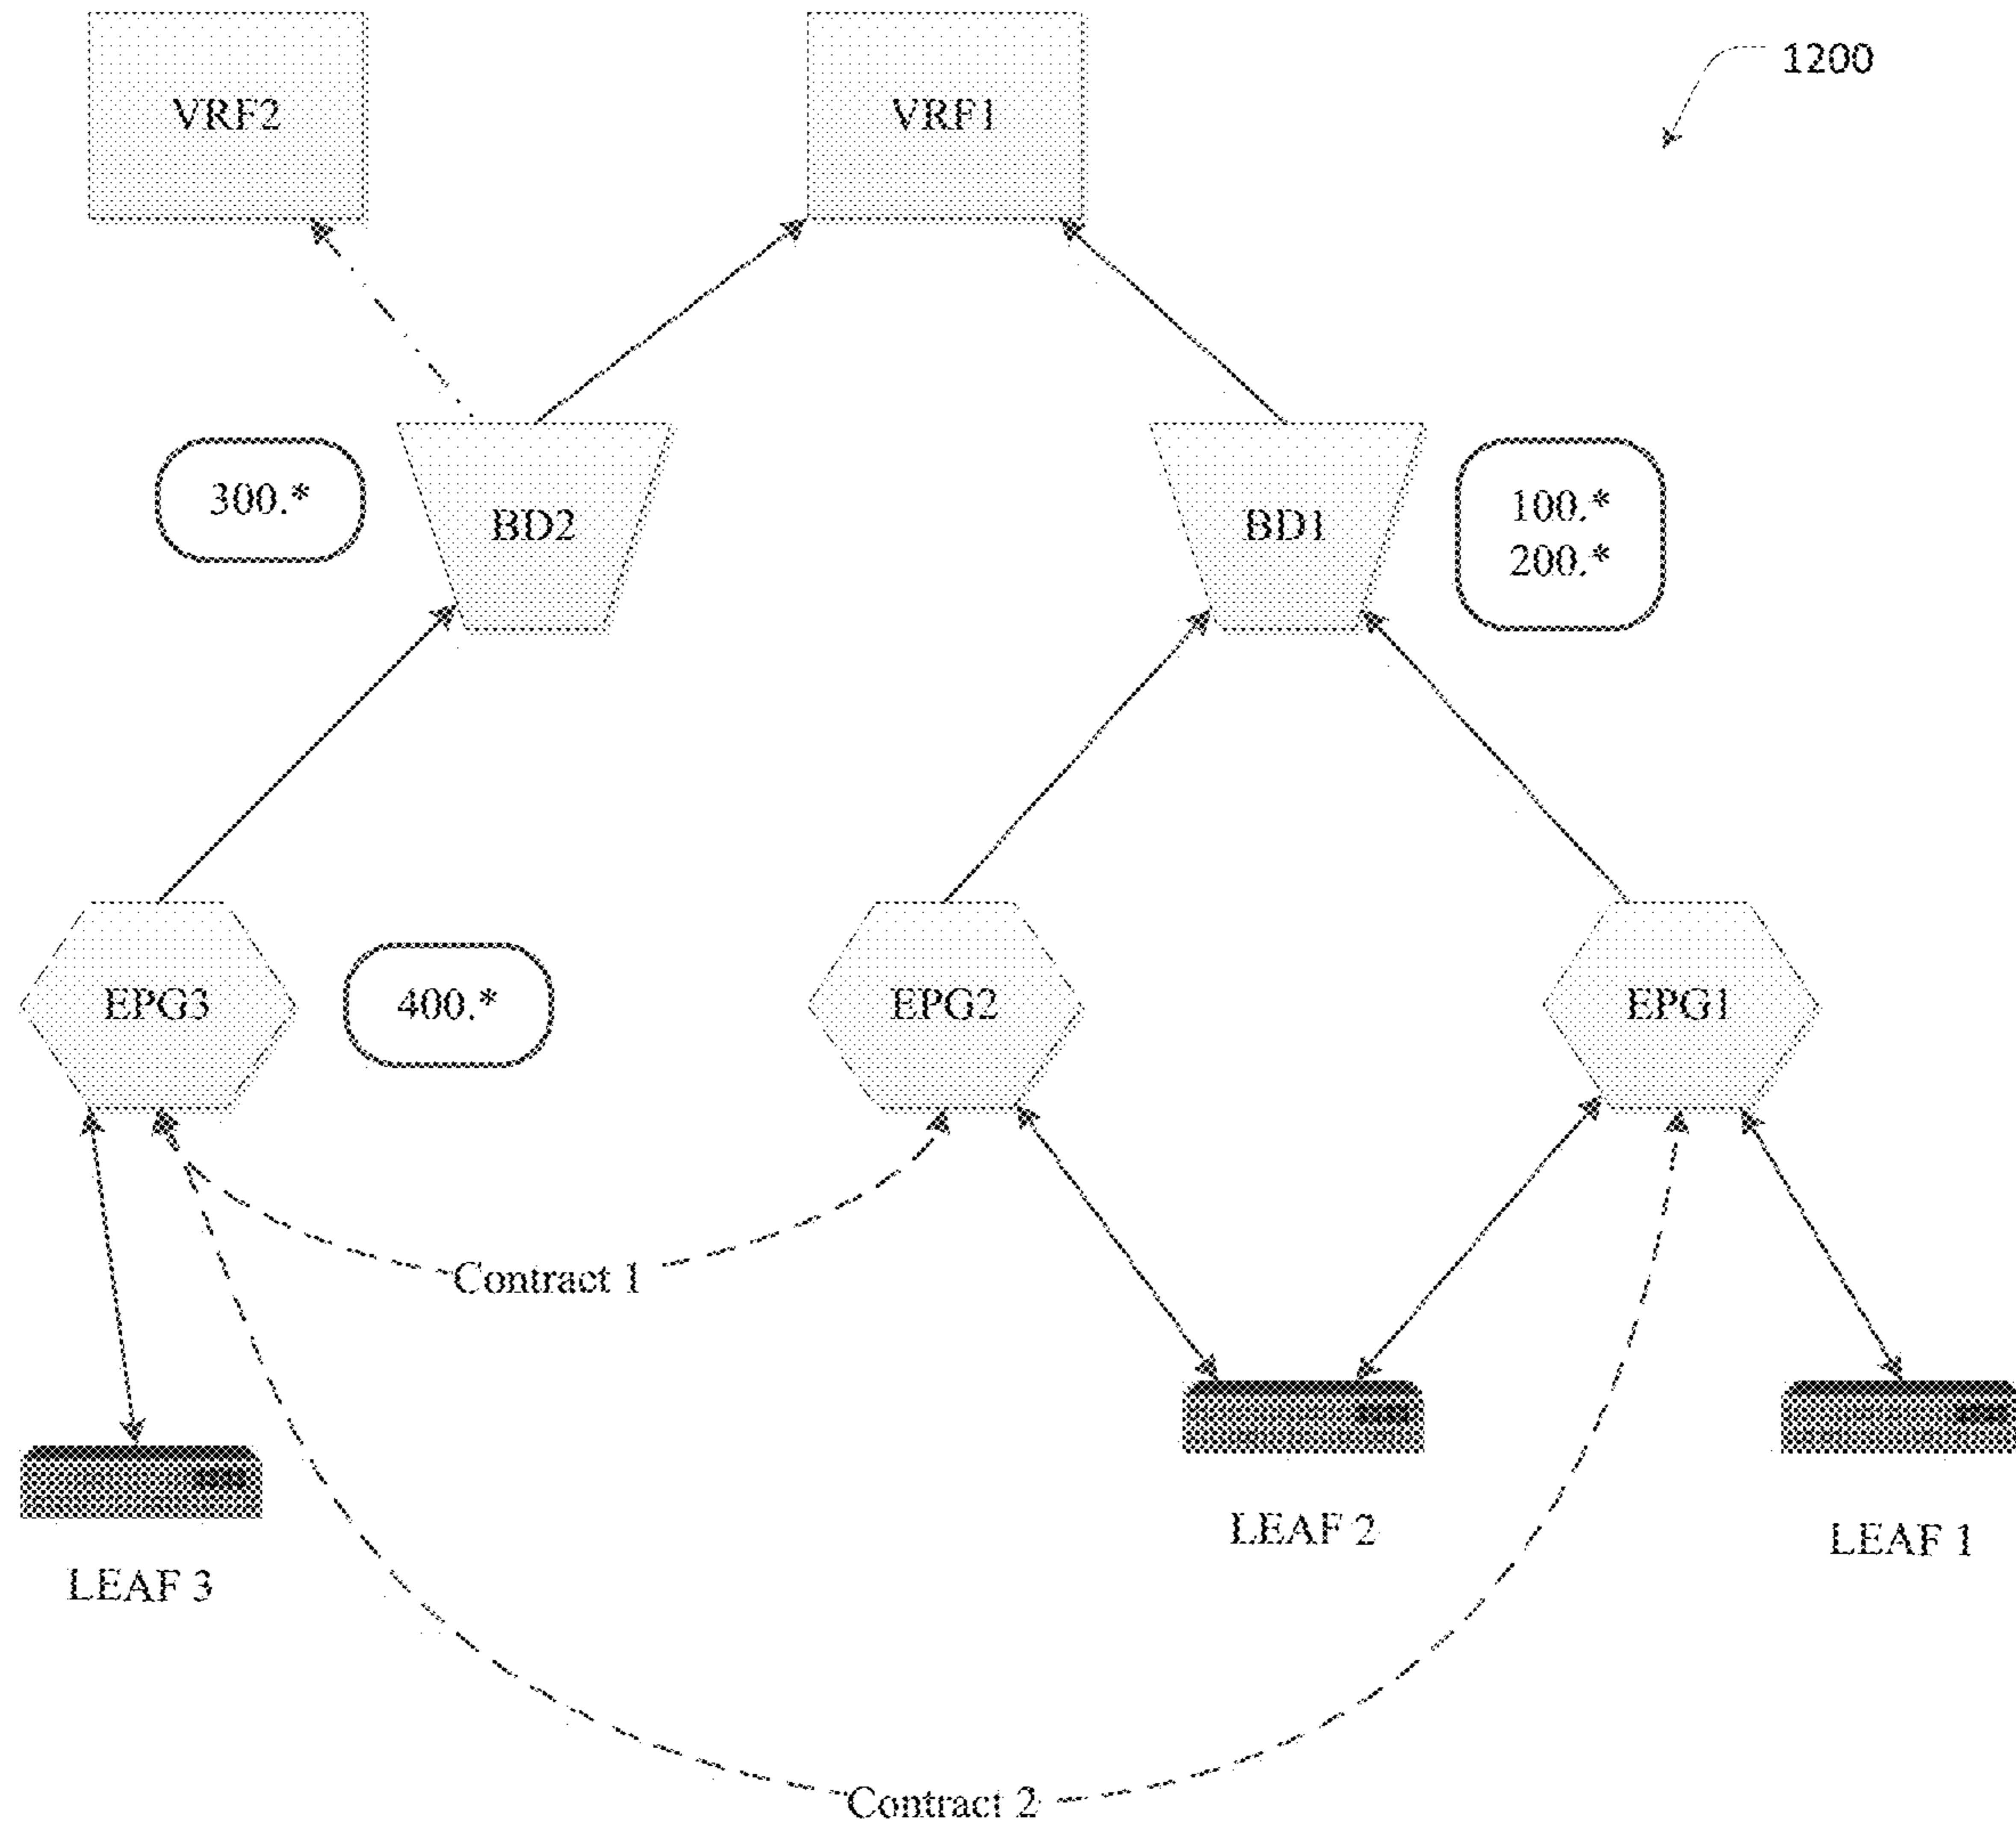 1200
VRF2
VRF1
300.*
BD2
BD1
100.*
200.*
EPG3
400.*
EPG2
EPG1
Contract 1
LEAF 3
LEAF 2
LEAF 1
Contract 2